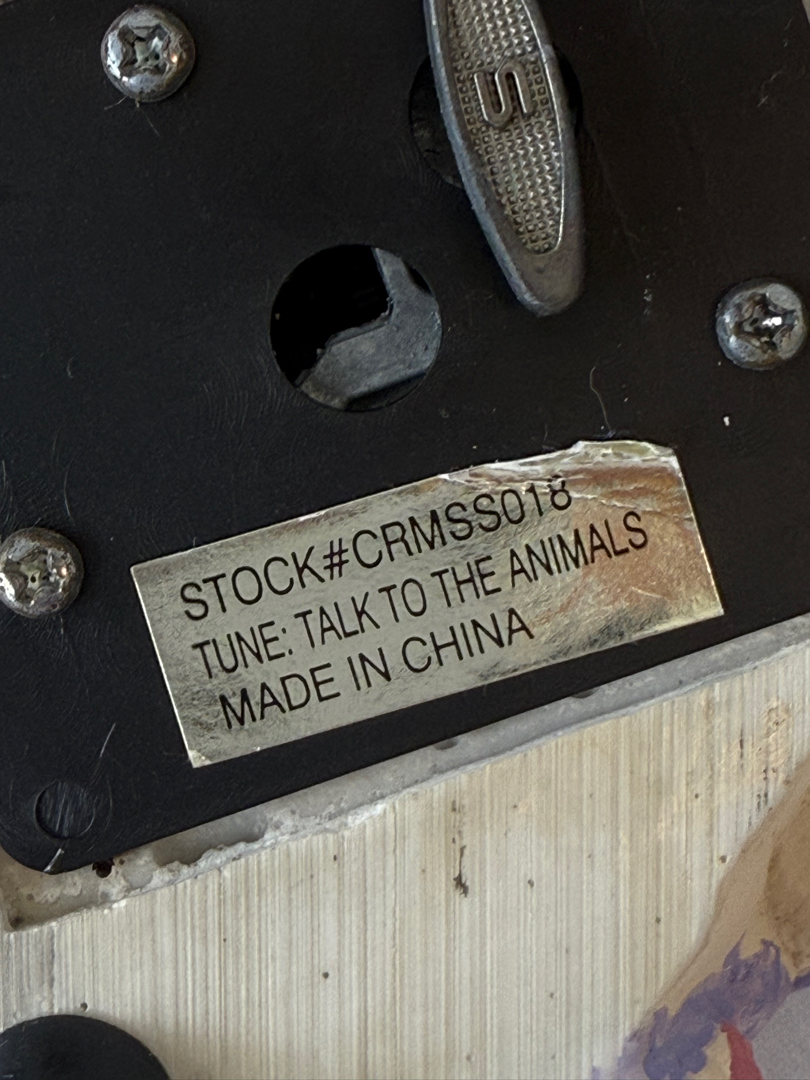 S
STOCK#CRMSS018
TUNE: TALK TO THE ANIMALS
MADE IN CHINA